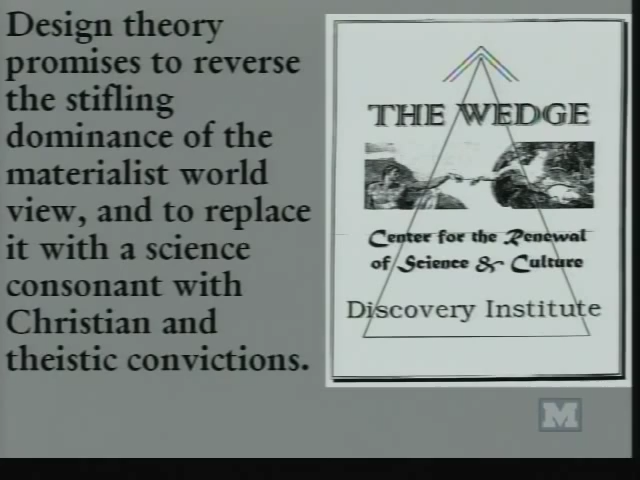 Design theory
promises to reverse
the stifling
dominance of the
materialist world
view, and to replace
it with a science
consonant with
Christian and
theistic convictions.
THE WEDGE
Center for the Renewal
of Science & Culture
Discovery Institute
M